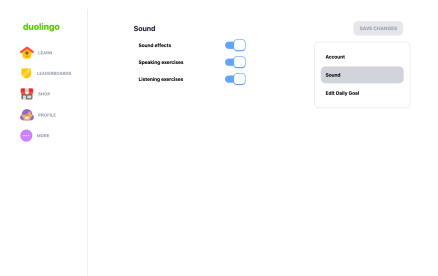 duolingo
LEARN
LEADERBOARDS
SHOP
PROFILE
MORE
Sound
Sound effects
Speaking exercises
Listening exercises
SAVE CHANGES
Account
Sound
Edit Daily Goal